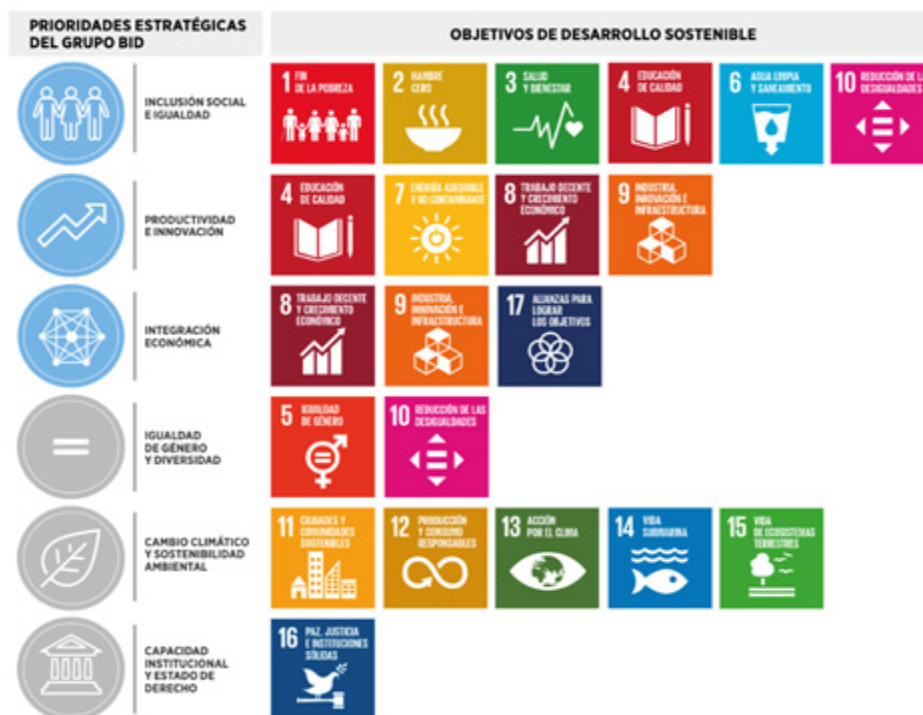 PRIORIDADES ESTRATÉGICAS
DEL GRUPO BID
OBJETIVOS DE DESARROLLO SOSTENIBLE
INCLUSIÓN SOCIAL
E IGUALDAD
1 FIN
DE LA POBREZA
2 HAMBRE
CERO
3 SALUD
Y BIENESTAR
4 EDUCACIÓN
DE CALIDAD
6 AGUA LIMPIA
Y SANEAMIENTO
10 REDUCCIÓN DE LAS
DESIGUALDADES
PRODUCTIVIDAD
E INNOVACIÓN
4 EDUCACIÓN
DE CALIDAD
7 ENERGÍA ASEQUIBLE
Y NO CONTAMINANTE
8 TRABAJO DECENTE
Y CRECIMIENTO
ECONÓMICO
9 INDUSTRIA,
INNOVACIÓN E
INFRAESTRUCTURA
INTEGRACIÓN
ECONÓMICA
8 TRABAJO DECENTE
Y CRECIMIENTO
ECONÓMICO
9 INDUSTRIA,
INNOVACIÓN E
INFRAESTRUCTURA
17 ALIANZAS PARA
LOGRAR
LOS OBJETIVOS
IGUALDAD
DE GÉNERO
Y DIVERSIDAD
5 IGUALDAD
DE GÉNERO
10 REDUCCIÓN DE LAS
DESIGUALDADES
CAMBIO CLIMÁTICO
Y SOSTENIBILIDAD
AMBIENTAL
11 CIUDADES Y
COMUNIDADES
SOSTENIBLES
12 PRODUCCIÓN
Y CONSUMO
RESPONSABLES
13 ACCIÓN
POR EL CLIMA
14 VIDA
SUBMARINA
15 VIDA
DE ECOSISTEMAS
TERRESTRES
CAPACIDAD
INSTITUCIONAL
Y ESTADO DE
DERECHO
16 PAZ, JUSTICIA
E INSTITUCIONES
SÓLIDAS